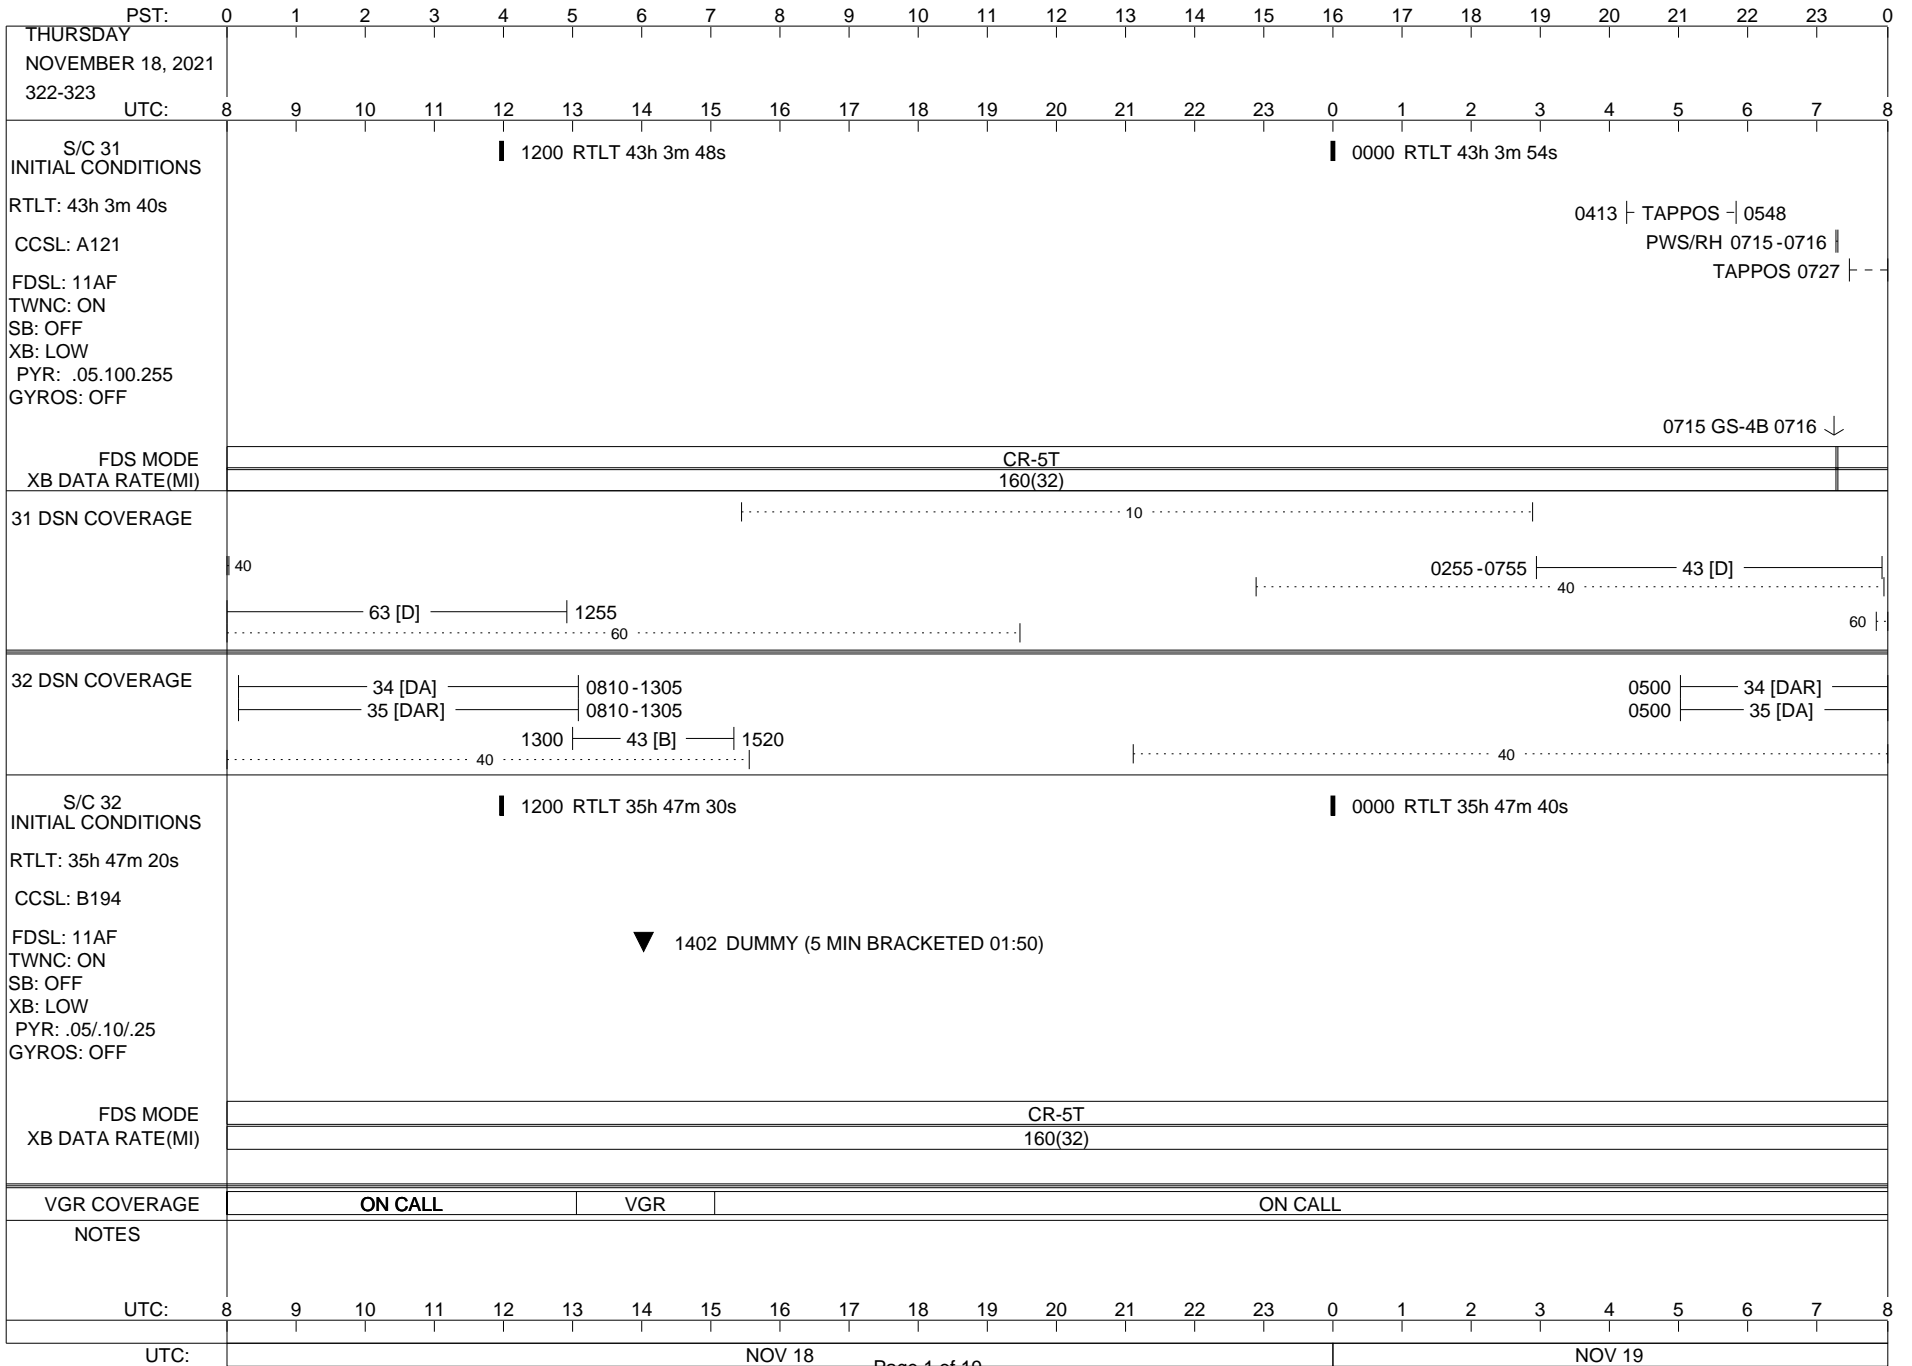 PST: 0 1 2 3 4 5 6 7 8 9 10 11 12 13 14 15 16 17 18 19 20 21 22 23 0
THURSDAY
NOVEMBER 18, 2021
322-323
UTC: 8 9 10 11 12 13 14 15 16 17 18 19 20 21 22 23 0 1 2 3 4 5 6 7 8
S/C 31
INITIAL CONDITIONS
1200 RTLT 43h 3m 48s
0000 RTLT 43h 3m 54s
RTLT: 43h 3m 40s
0413 TAPPOS 0548
CCSL: A121
PWS/RH 0715-0716
TAPPOS 0727
FDSL: 11AF
TWNC: ON
SB: OFF
XB: LOW
PYR: .05.100.255
GYROS: OFF
0715 GS-4B 0716
FDS MODE
CR-5T
XB DATA RATE(MI)
160(32)
31 DSN COVERAGE
10
40
0255-0755 43 [D]
40
63 [D] 1255
60
60
32 DSN COVERAGE
34 [DA] 0810-1305
0500 34 [DAR]
35 [DAR] 0810-1305
0500 35 [DA]
1300 43 [B] 1520
40
40
S/C 32
INITIAL CONDITIONS
1200 RTLT 35h 47m 30s
0000 RTLT 35h 47m 40s
RTLT: 35h 47m 20s
CCSL: B194
FDSL: 11AF
1402 DUMMY (5 MIN BRACKETED 01:50)
TWNC: ON
SB: OFF
XB: LOW
PYR: .05/.10/.25
GYROS: OFF
FDS MODE
CR-5T
XB DATA RATE(MI)
160(32)
VGR COVERAGE
ON CALL VGR ON CALL
NOTES
UTC: 8 9 10 11 12 13 14 15 16 17 18 19 20 21 22 23 0 1 2 3 4 5 6 7 8
UTC: NOV 18 NOV 19
Page 1 of 19